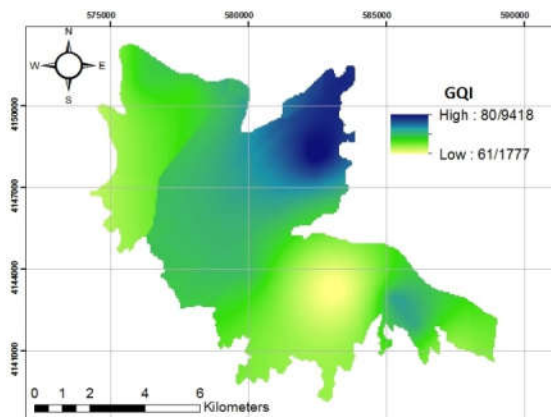 575000 580000 585000 590000
N
W E
S
GQI
High : 80/9418
Low : 61/1777
4150000
4147000
4144000
4141000
0 1 2 4 6
Kilometers